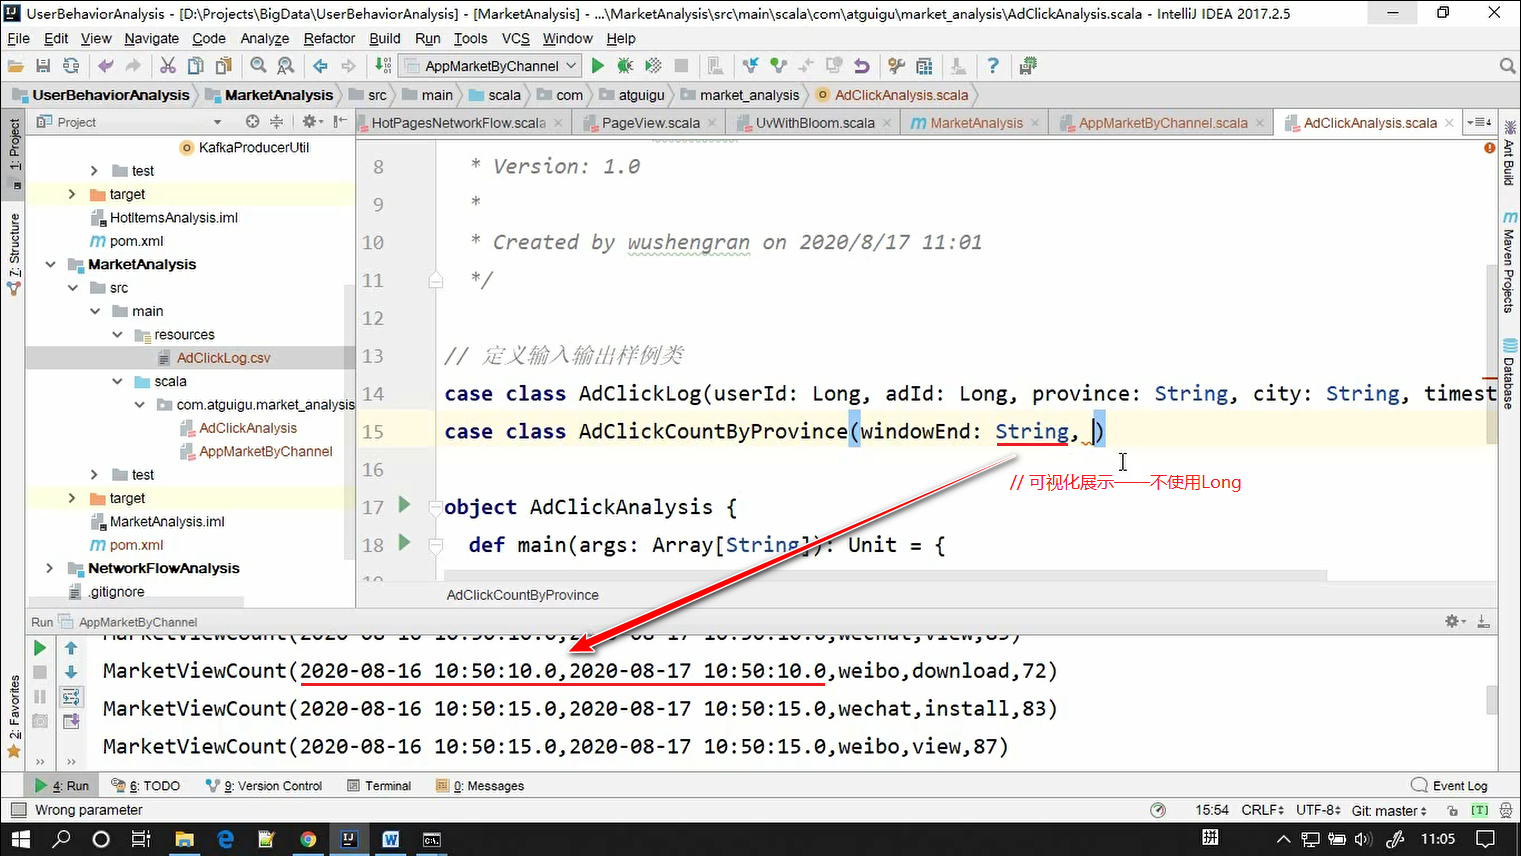 UserBehaviorAnalysis - [D:\Projects\BigData\UserBehaviorAnalysis] - [MarketAnalysis] - ...\MarketAnalysis\src\main\scala\com\atguigu\market_analysis\AdClickAnalysis.scala - IntelliJ IDEA 2017.2.5
File Edit View Navigate Code Analyze Refactor Build Run Tools VCS Window Help
AppMarketByChannel
UserBehaviorAnalysis MarketAnalysis src main scala com atguigu market_analysis AdClickAnalysis.scala
Project
HotPagesNetworkFlow.scala PageView.scala UvWithBloom.scala MarketAnalysis AppMarketByChannel.scala AdClickAnalysis.scala
1: Project
7: Structure
2: Favorites
KafkaProducerUtil
test
target
HotItemsAnalysis.iml
pom.xml
MarketAnalysis
src
main
resources
AdClickLog.csv
scala
com.atguigu.market_analysis
AdClickAnalysis
AppMarketByChannel
test
target
MarketAnalysis.iml
pom.xml
NetworkFlowAnalysis
.gitignore
8 * Version: 1.0
9 *
10 * Created by wushengran on 2020/8/17 11:01
11 */
12
13 // 定义输入输出样例类
14 case class AdClickLog(userId: Long, adId: Long, province: String, city: String, timest
15 case class AdClickCountByProvince(windowEnd: String, )
16
// 可视化展示——不使用Long
17 object AdClickAnalysis {
18 def main(args: Array[String]): Unit = {
AdClickCountByProvince
Ant Build
Maven Projects
Database
Run AppMarketByChannel
MarketViewCount(2020-08-16 10:50:10.0,2020-08-17 10:50:10.0,wechat,view,89)
MarketViewCount(2020-08-16 10:50:10.0,2020-08-17 10:50:10.0,weibo,download,72)
MarketViewCount(2020-08-16 10:50:15.0,2020-08-17 10:50:15.0,wechat,install,83)
MarketViewCount(2020-08-16 10:50:15.0,2020-08-17 10:50:15.0,weibo,view,87)
4: Run 6: TODO 9: Version Control Terminal 0: Messages Event Log
Wrong parameter 15:54 CRLF UTF-8 Git: master [T]
拼 11:05